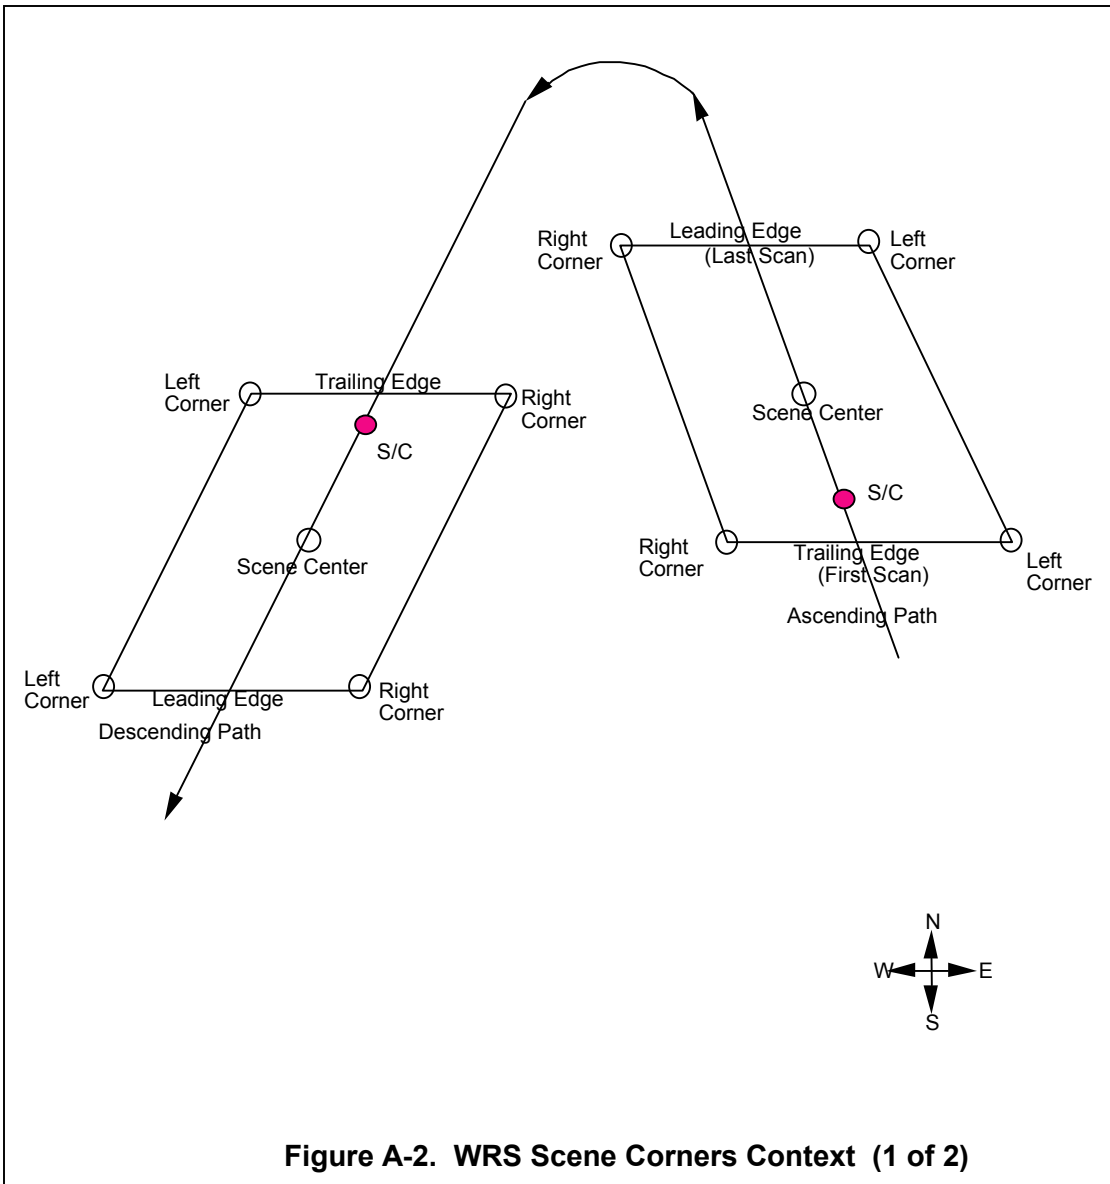 Right
Corner
Leading Edge
(Last Scan)
Left
Corner
Left
Corner
Trailing Edge
Right
Corner
S/C
Scene Center
S/C
Scene Center
Right
Corner
Trailing Edge
(First Scan)
Left
Corner
Ascending Path
Left
Corner
Leading Edge
Right
Corner
Descending Path
N
W
E
S
Figure A-2. WRS Scene Corners Context (1 of 2)